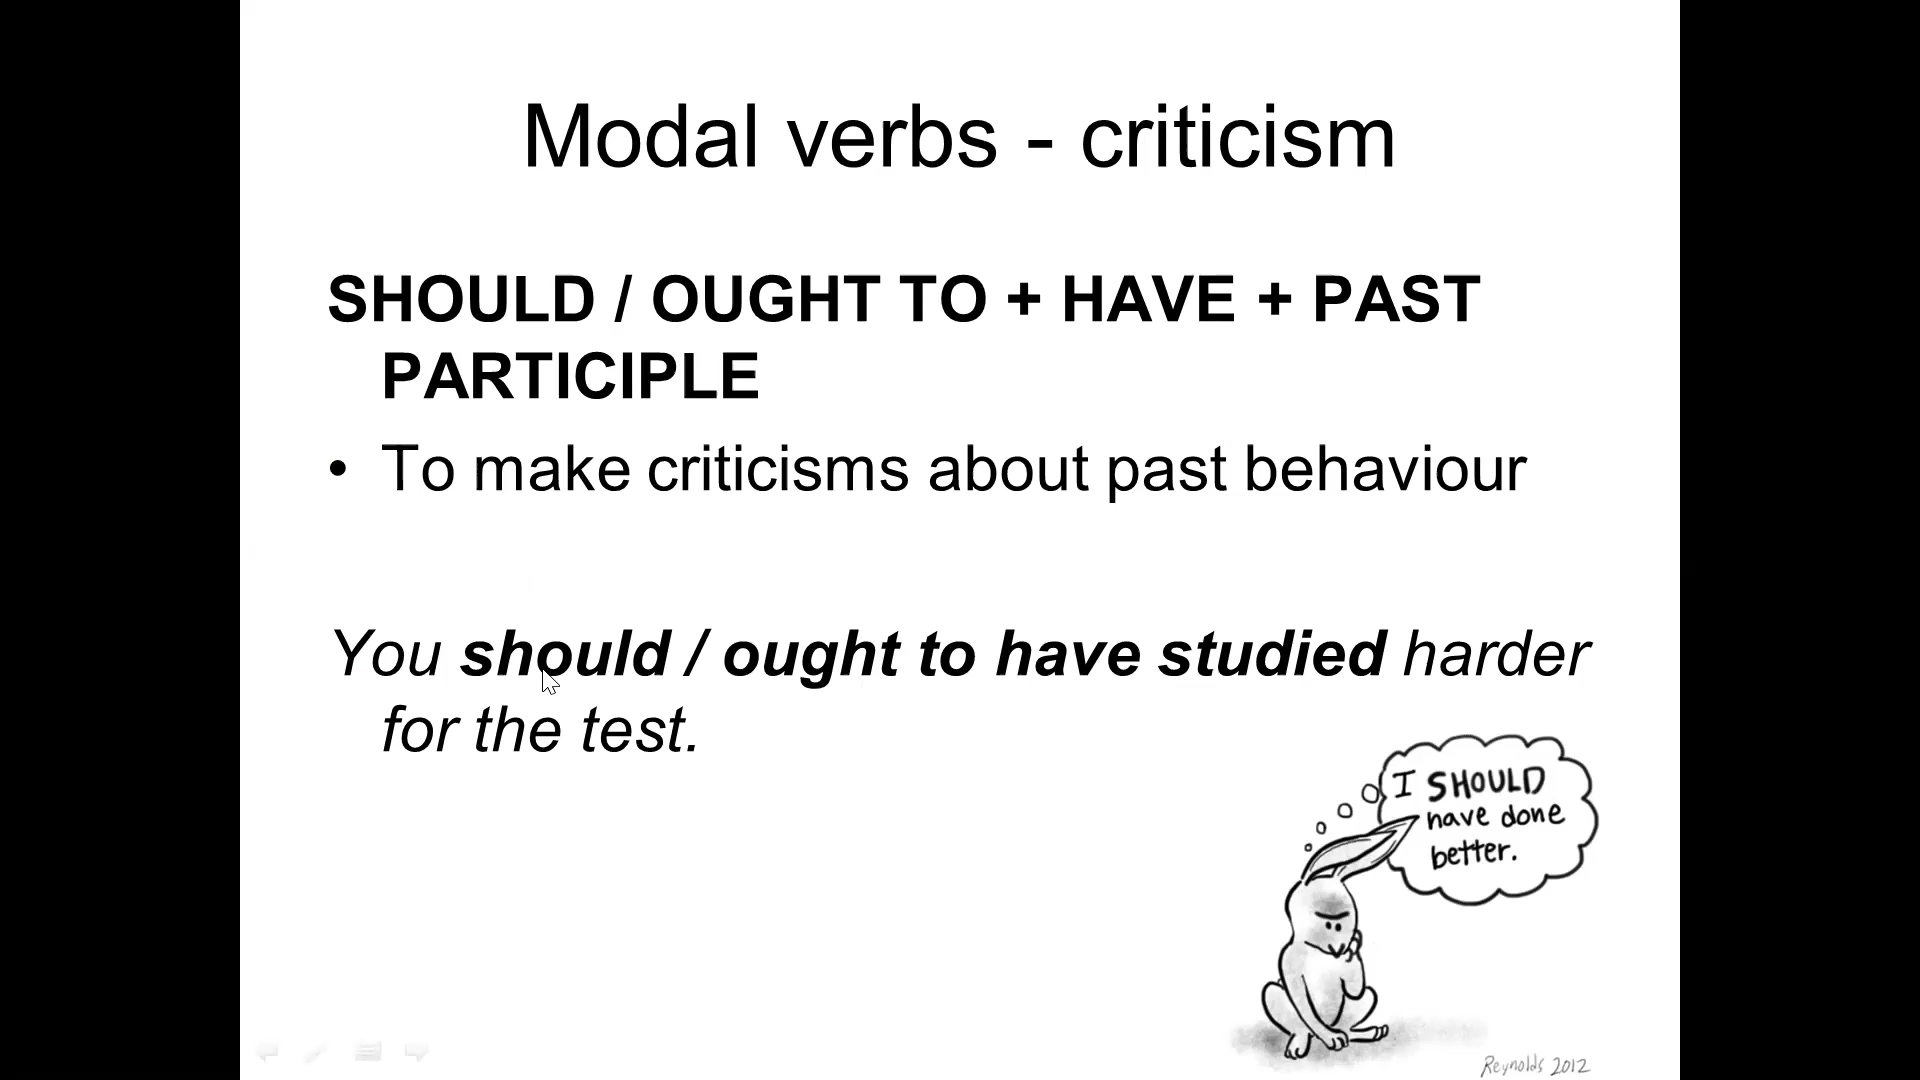 Modal verbs - criticism
SHOULD / OUGHT TO + HAVE + PAST
PARTICIPLE
• To make criticisms about past behaviour
You should / ought to have studied harder
for the test.
I SHOULD
have done
better.
Reynolds 2012